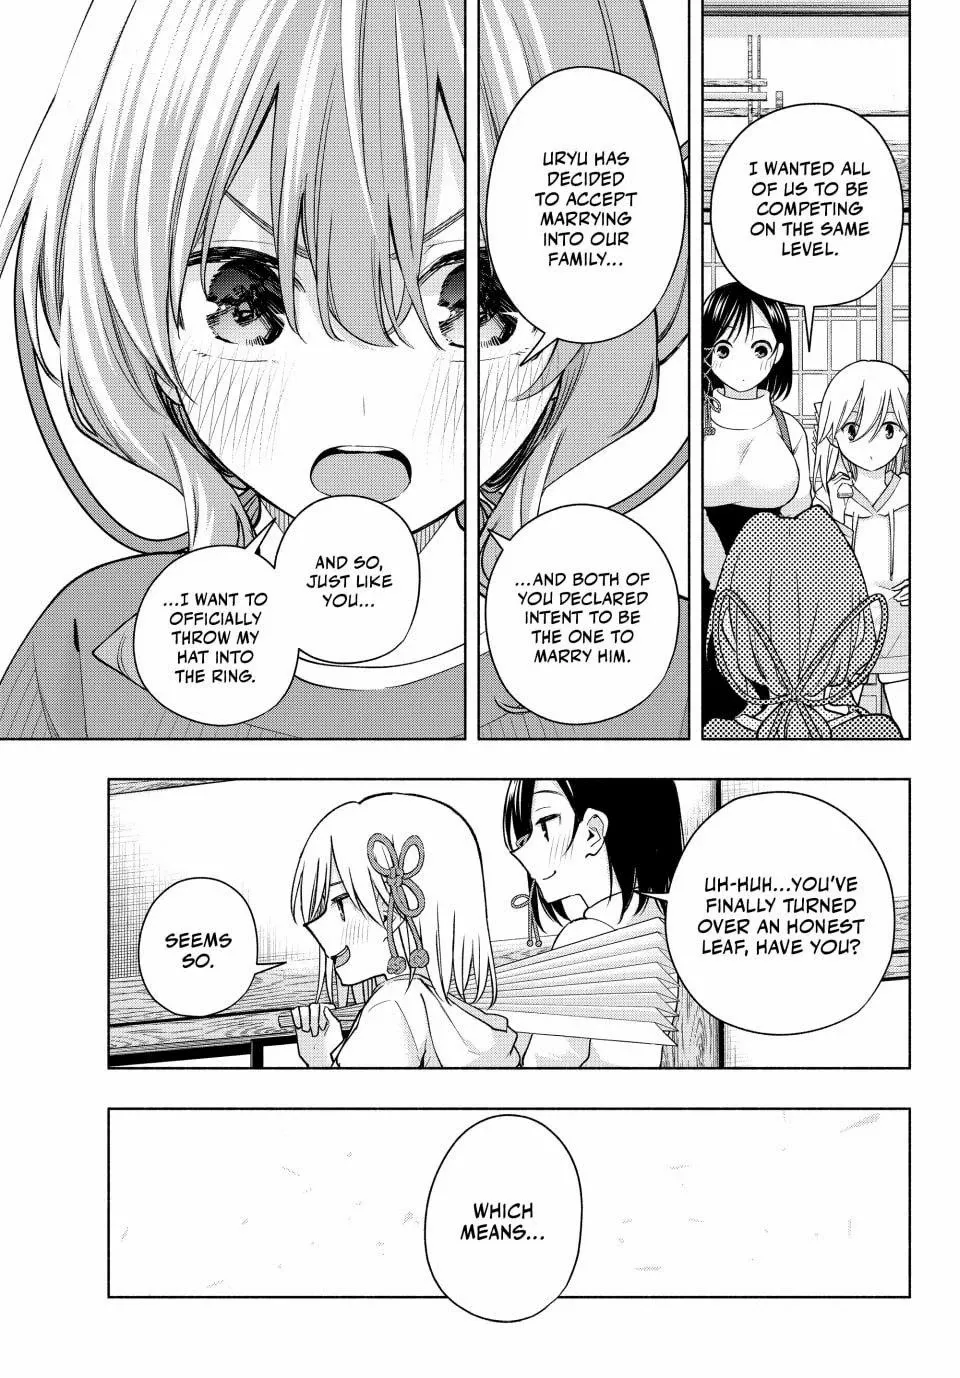 I WANTED ALL
OF US TO BE
COMPETING
ON THE SAME
LEVEL.
URYU HAS
DECIDED
TO ACCEPT
MARRYING
INTO OUR
FAMILY...
...AND BOTH OF
YOU DECLARED
INTENT TO BE
THE ONE TO
MARRY HIM.
AND SO,
JUST LIKE
YOU...
...I WANT TO
OFFICIALLY
THROW MY
HAT INTO
THE RING.
UH-HUH...YOU'VE
FINALLY TURNED
OVER AN HONEST
LEAF, HAVE YOU?
SEEMS
SO.
WHICH
MEANS...